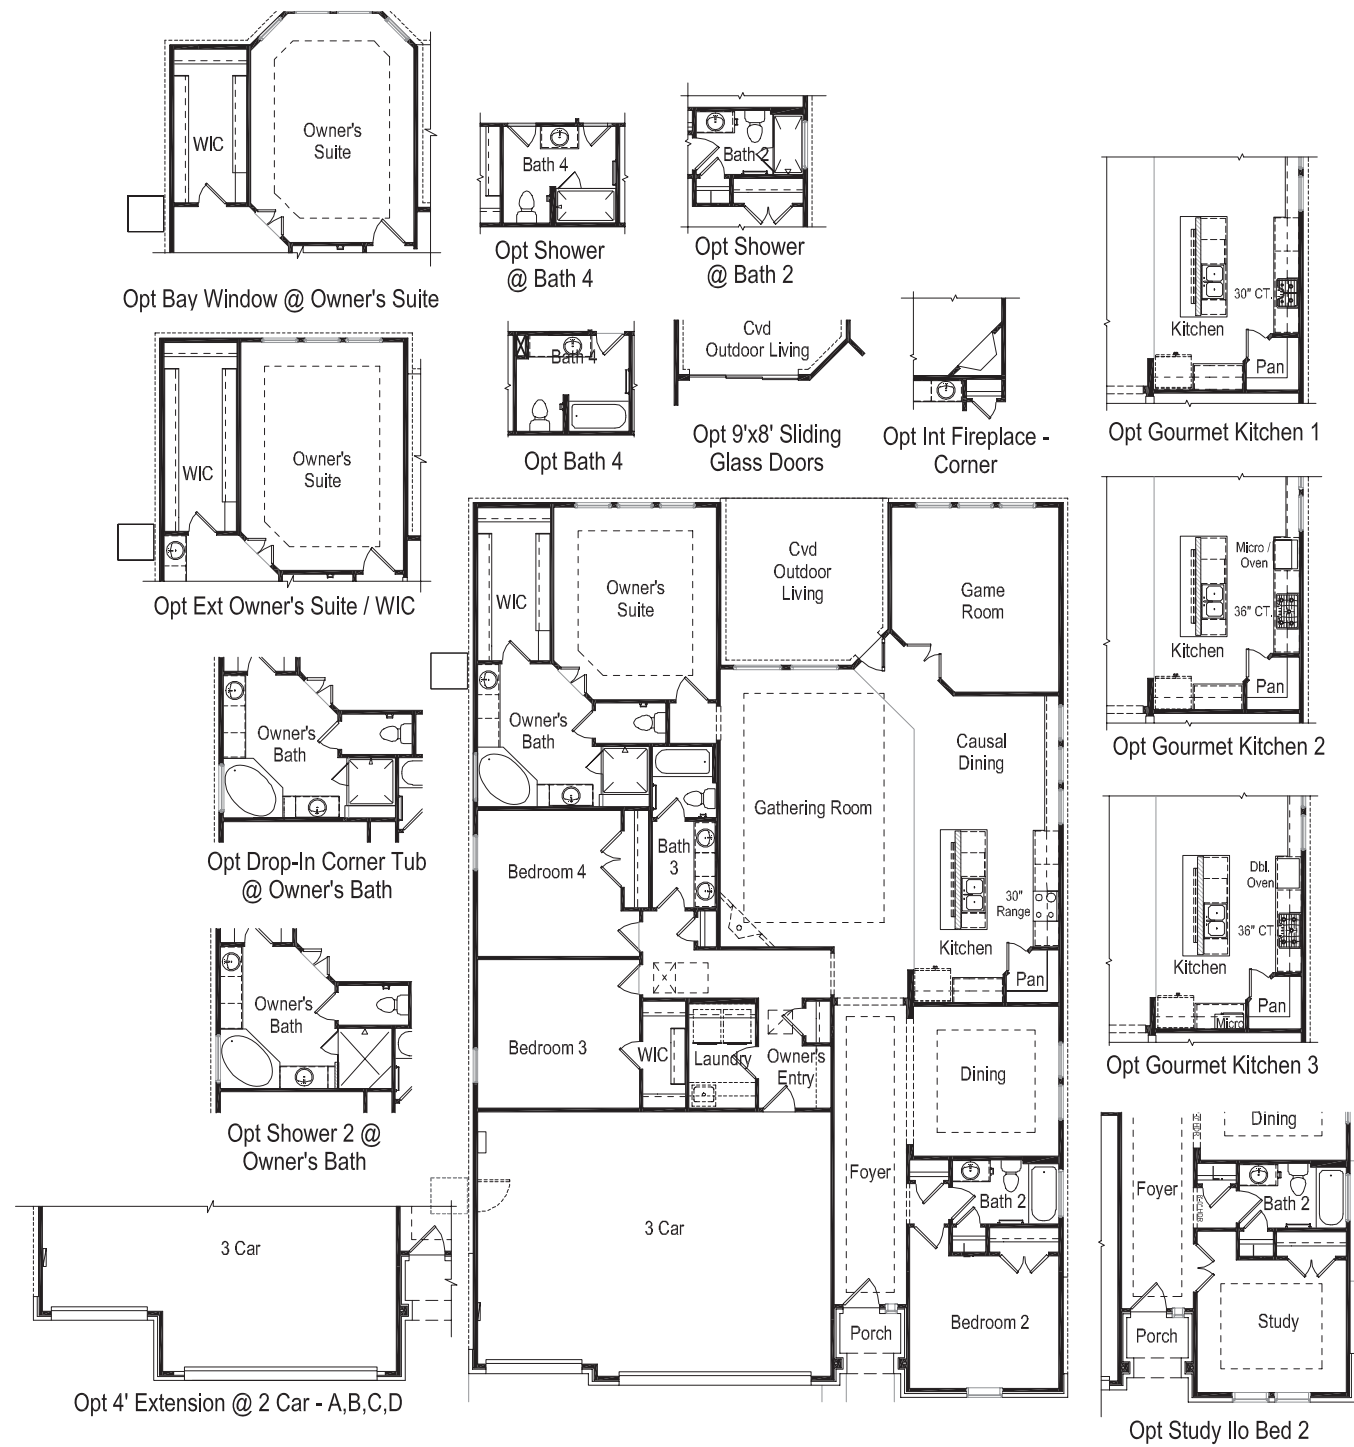 WIC
Owner's
Suite
Opt Bay Window @ Owner's Suite
Bath 4
Opt Shower
@ Bath 4
Bath 2
Opt Shower
@ Bath 2
30" CT.
Kitchen
Pan
Opt Gourmet Kitchen 1
WIC
Owner's
Suite
Opt Ext Owner's Suite / WIC
Bath 4
Opt Bath 4
Cvd
Outdoor Living
Opt 9'x8' Sliding
Glass Doors
Opt Int Fireplace -
Corner
Micro /
Oven
36" CT.
Kitchen
Pan
Opt Gourmet Kitchen 2
Owner's
Bath
Opt Drop-In Corner Tub
@ Owner's Bath
Owner's
Bath
Opt Shower 2 @
Owner's Bath
WIC
Owner's
Suite
Cvd
Outdoor
Living
Game
Room
Owner's
Bath
Causal
Dining
Gathering Room
Bath
3
Bedroom 4
30"
Range
Kitchen
Pan
Bedroom 3
WIC
Laundry
Owner's
Entry
Dining
Foyer
Bath 2
3 Car
Bedroom 2
Porch
Dbl.
Oven
36" CT
Kitchen
Pan
Micro
Opt Gourmet Kitchen 3
3 Car
Opt 4' Extension @ 2 Car - A,B,C,D
Dining
Foyer
Bath 2
Study
Porch
Opt Study Ilo Bed 2